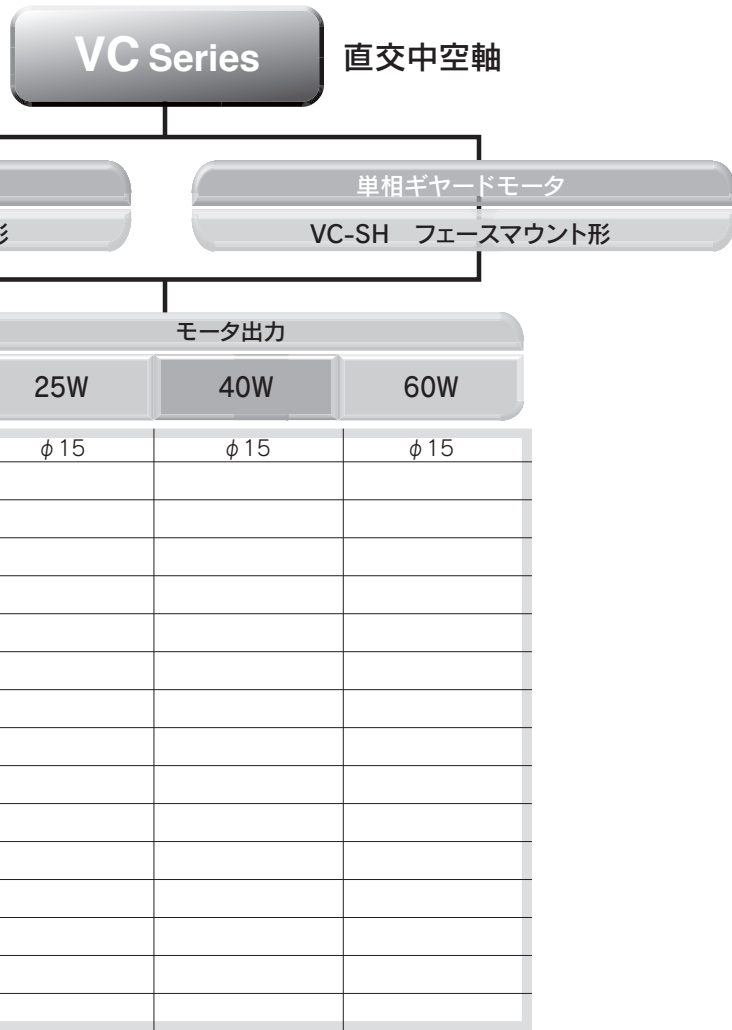 VC Series 直交中空軸
単相ギヤードモータ
形 VC-SH フェースマウント形
モータ出力
25W 40W 60W
φ15 φ15 φ15